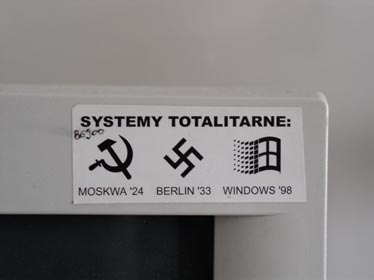 SYSTEMY TOTALITARNE:
86900
MOSKWA '24 BERLIN '33 WINDOWS '98